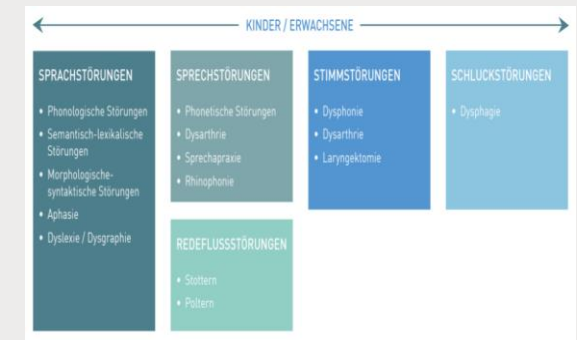 KINDER / ERWACHSENE
SPRACHSTÖRUNGEN
• Phonologische Störungen
• Semantisch-lexikalische
Störungen
• Morphologische-
syntaktische Störungen
• Aphasie
• Dyslexie / Dysgraphie
SPRECHSTÖRUNGEN
• Phonetische Störungen
• Dysarthrie
• Sprechapraxie
• Rhinophonie
REDEFLUSSSTÖRUNGEN
• Stottern
• Poltern
STIMMSTÖRUNGEN
• Dysphonie
• Dysarthrie
• Laryngektomie
SCHLUCKSTÖRUNGEN
• Dysphagie